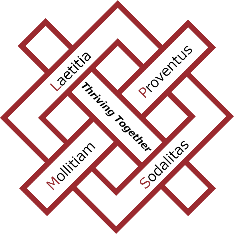 Laetitia
Proventus
Thriving Together
Mollitiam
Sodalitas